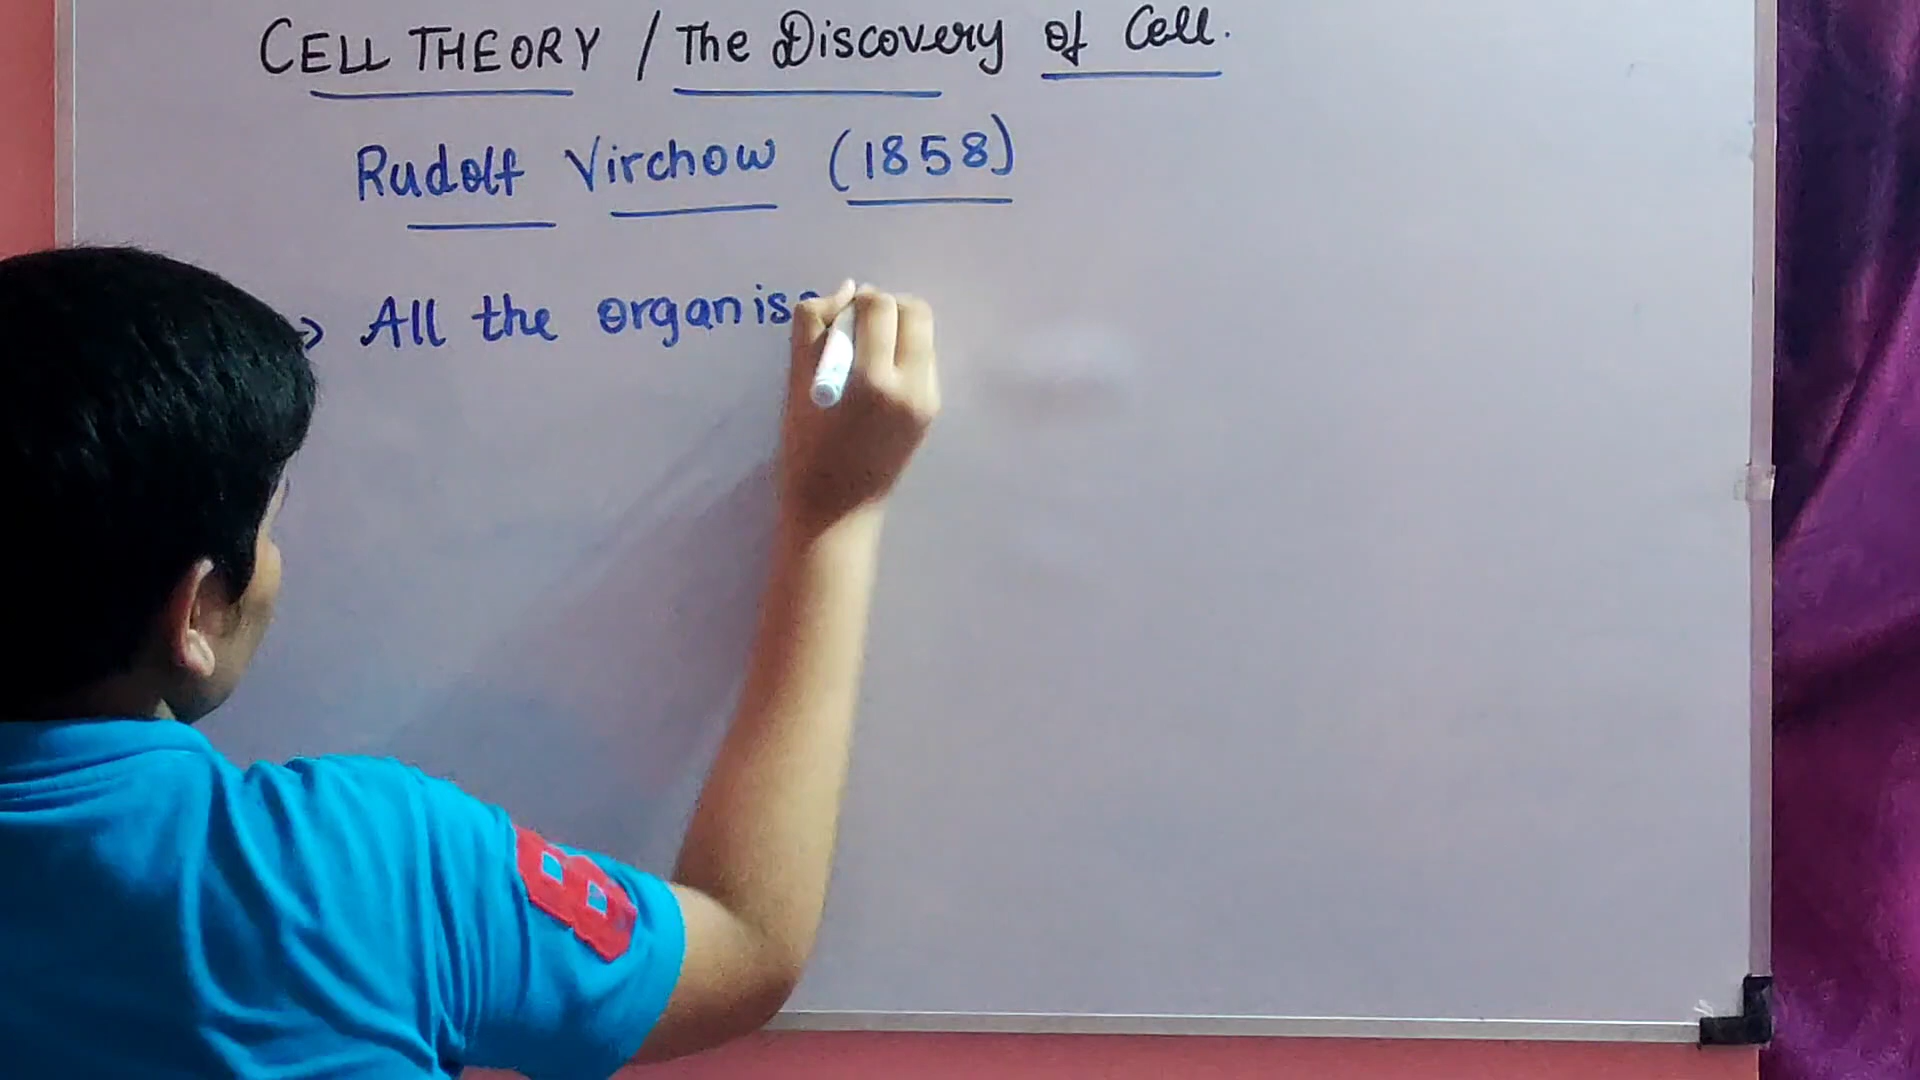 CELL THEORY / The Discovery of Cell.
Rudolf Virchow (1858)
→ All the organis
B